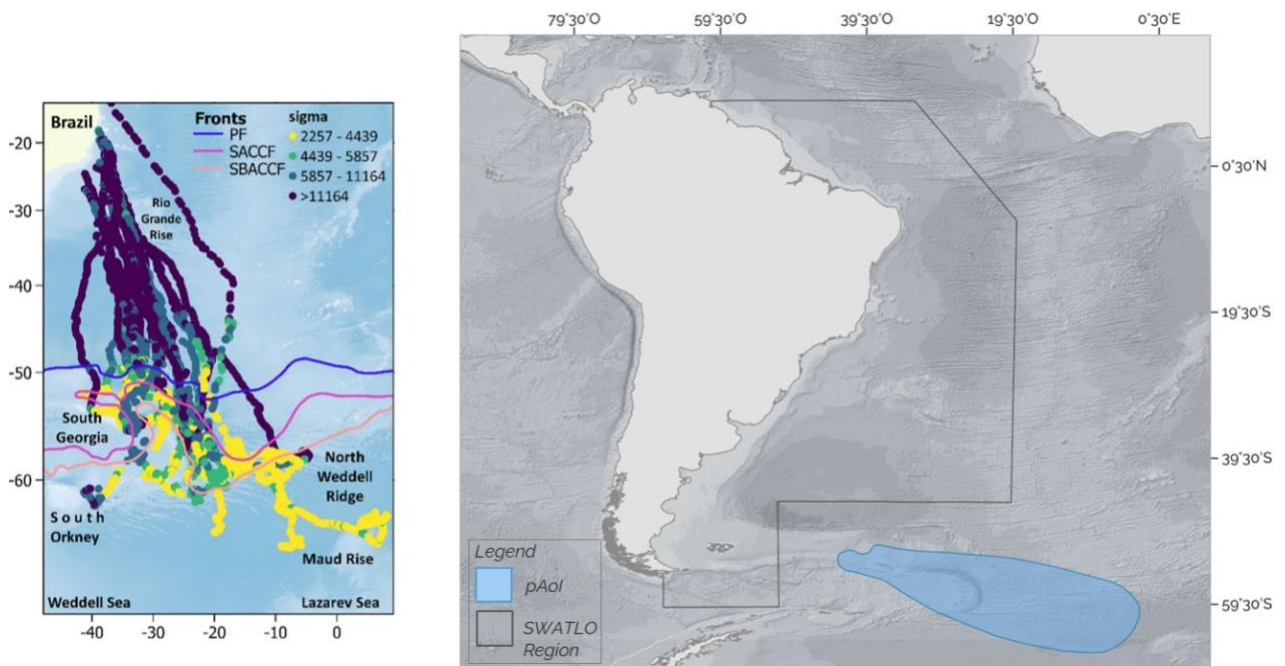 Brazil
Fronts
PF
SACCF
SBACCF
sigma
2257 - 4439
4439 - 5857
5857 - 11164
>11164
Rio
Grande
Rise
South
Georgia
South
Orkney
North
Weddell
Ridge
Maud Rise
Weddell Sea
Lazarev Sea
-20
-30
-40
-50
-60
-40
-30
-20
-10
0
79°30'O
59°30'O
39°30'O
19°30'O
0°30'E
0°30'N
19°30'S
39°30'S
59°30'S
Legend
pAoI
SWATLO
Region